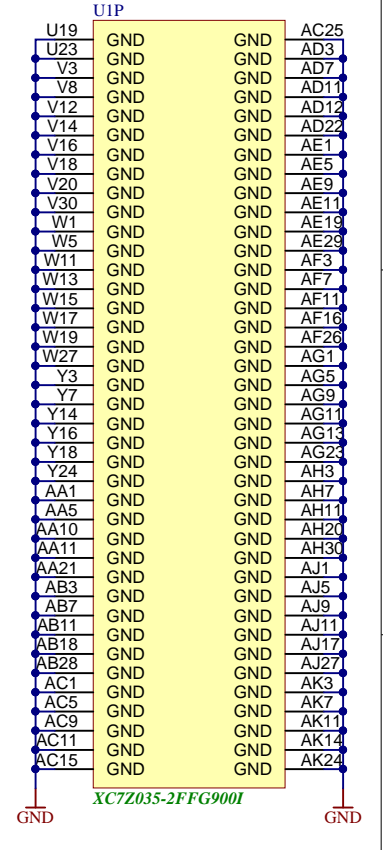 U1P
U19 GND GND AC25
U23 GND GND AD3
V3 GND GND AD7
V8 GND GND AD11
V12 GND GND AD12
V14 GND GND AD22
V16 GND GND AE1
V18 GND GND AE5
V20 GND GND AE9
V30 GND GND AE11
W1 GND GND AE19
W5 GND GND AE29
W11 GND GND AF3
W13 GND GND AF7
W15 GND GND AF11
W17 GND GND AF16
W19 GND GND AF26
W27 GND GND AG1
Y3 GND GND AG5
Y7 GND GND AG9
Y14 GND GND AG11
Y16 GND GND AG13
Y18 GND GND AG23
Y24 GND GND AH3
AA1 GND GND AH7
AA5 GND GND AH11
AA10 GND GND AH20
AA11 GND GND AH30
AA21 GND GND AJ1
AB3 GND GND AJ5
AB7 GND GND AJ9
AB11 GND GND AJ11
AB18 GND GND AJ17
AB28 GND GND AJ27
AC1 GND GND AK3
AC5 GND GND AK7
AC9 GND GND AK11
AC11 GND GND AK14
AC15 GND GND AK24
XC7Z035-2FFG900I
GND GND